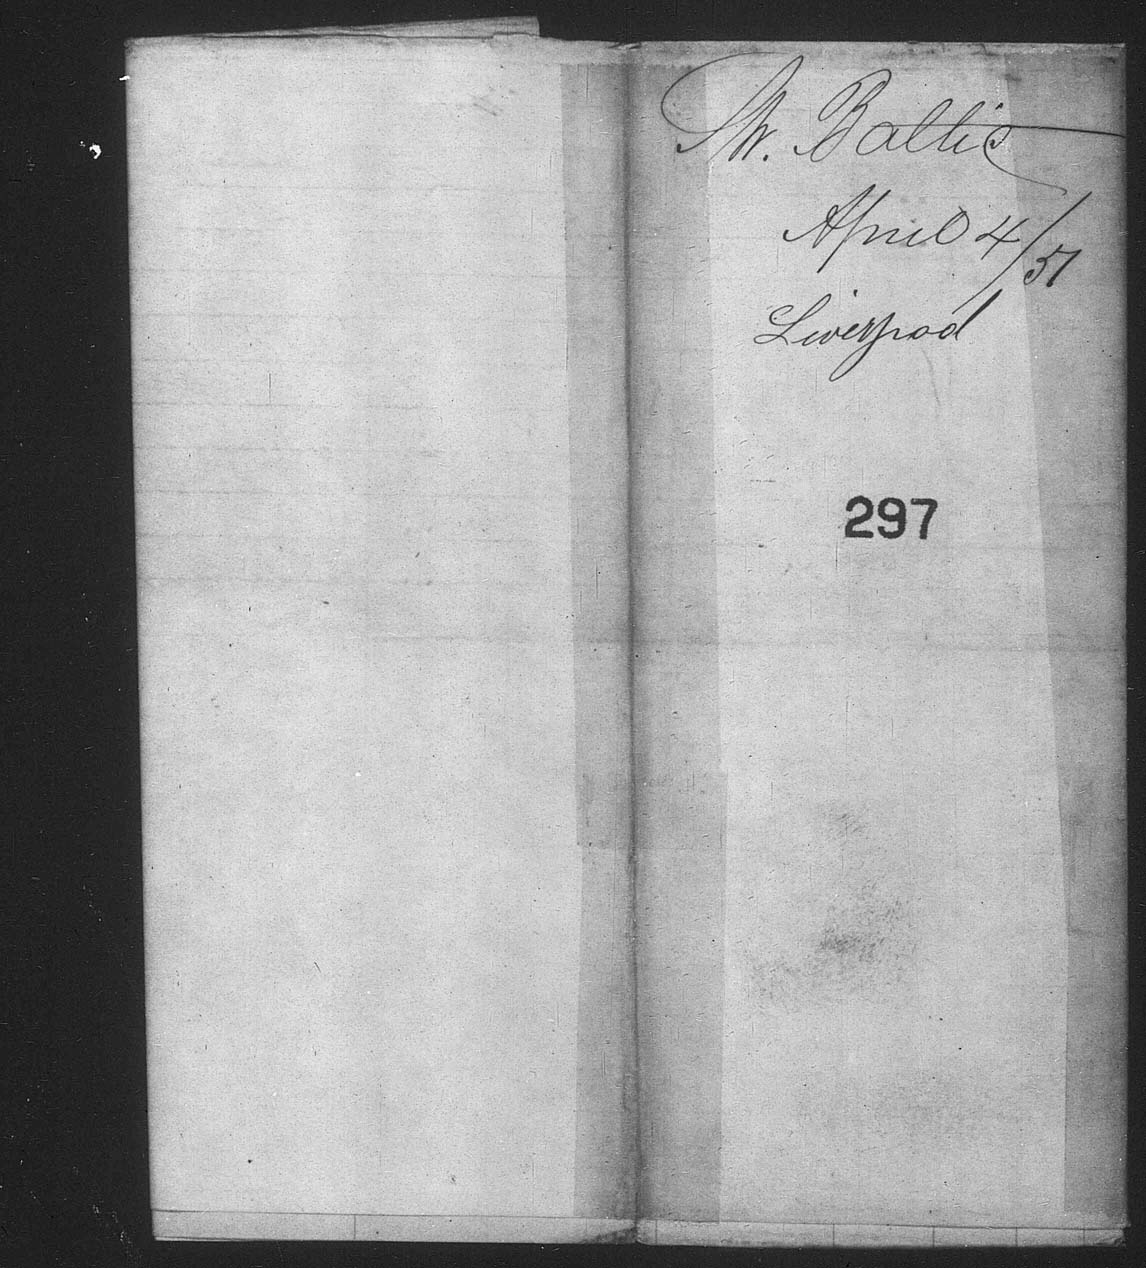 Str. Baltic
April 4/51
Liverpool
297